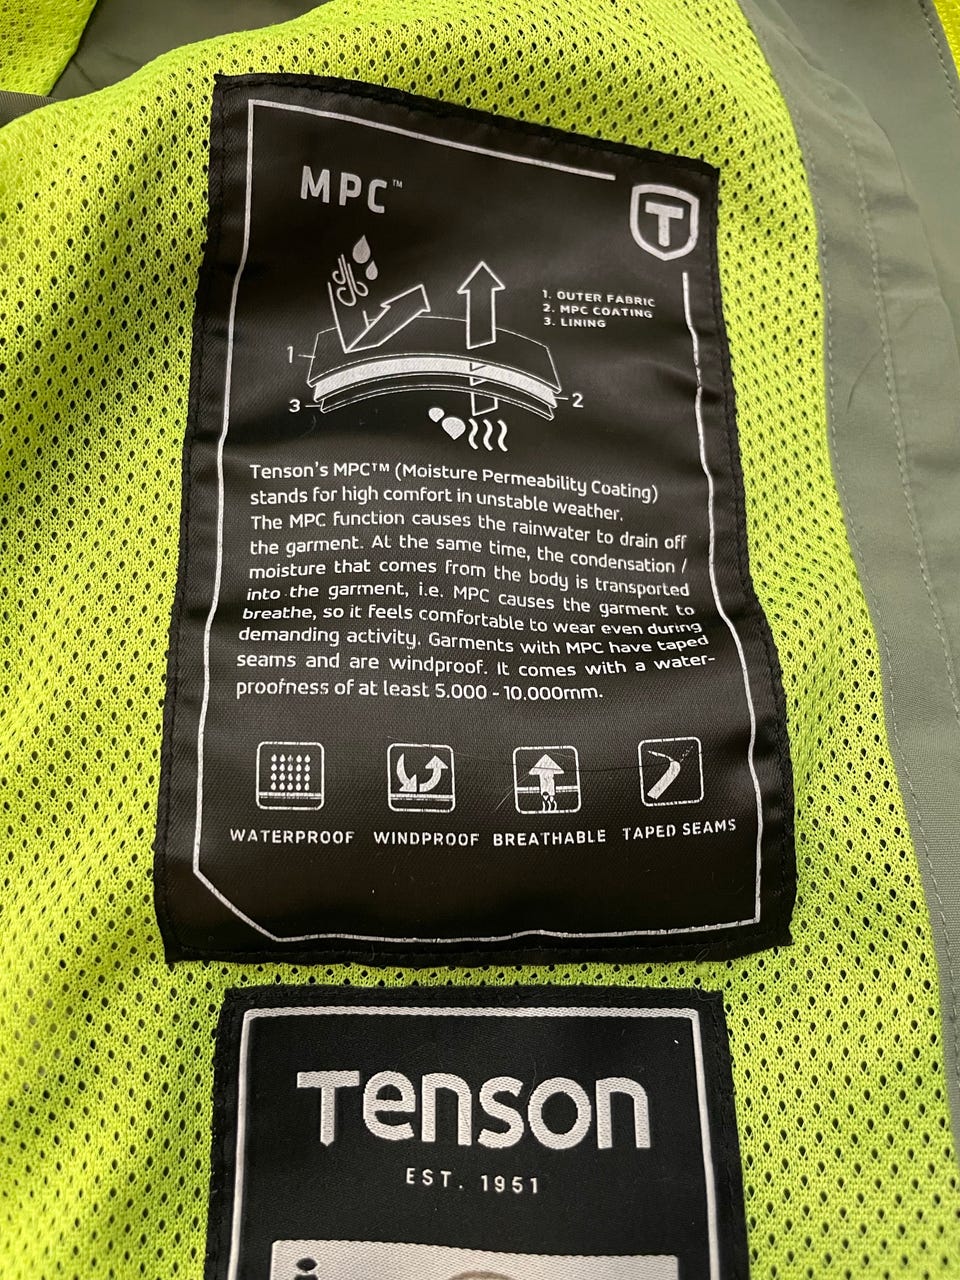 MPC™
T
1. OUTER FABRIC
2. MPC COATING
3. LINING
1
2
3
Tenson's MPC™ (Moisture Permeability Coating)
stands for high comfort in unstable weather.
The MPC function causes the rainwater to drain off
the garment. At the same time, the condensation /
moisture that comes from the body is transported
into the garment, i.e. MPC causes the garment to
breathe, so it feels comfortable to wear even during
demanding activity. Garments with MPC have taped
seams and are windproof. It comes with a water-
proofness of at least 5.000 - 10.000mm.
WATERPROOF WINDPROOF BREATHABLE TAPED SEAMS
Tenson
EST. 1951